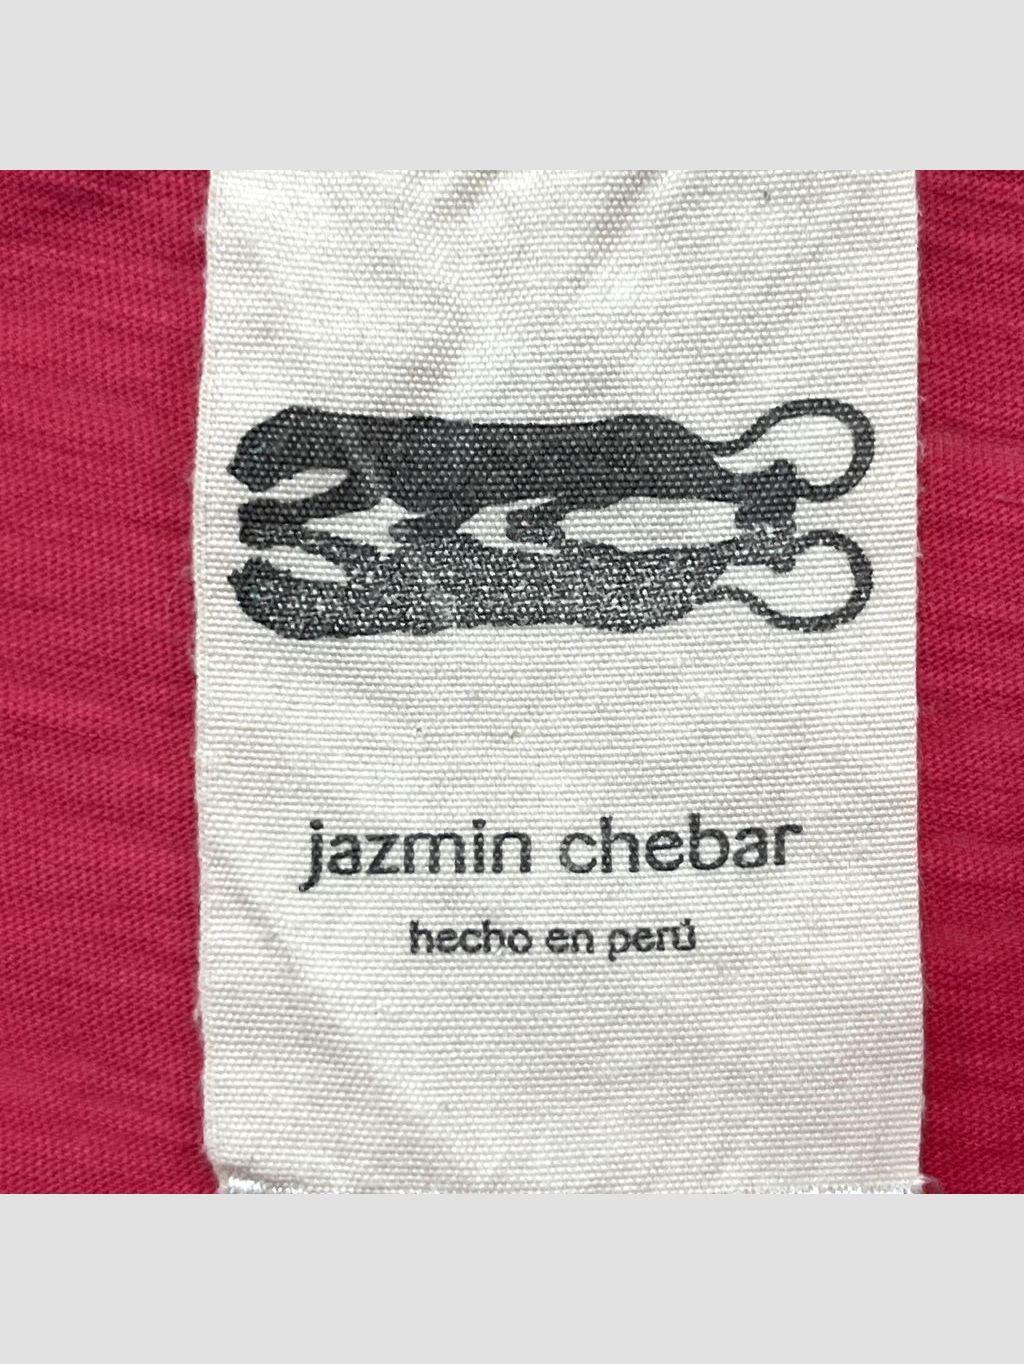 jazmin chebar
hecho en perú